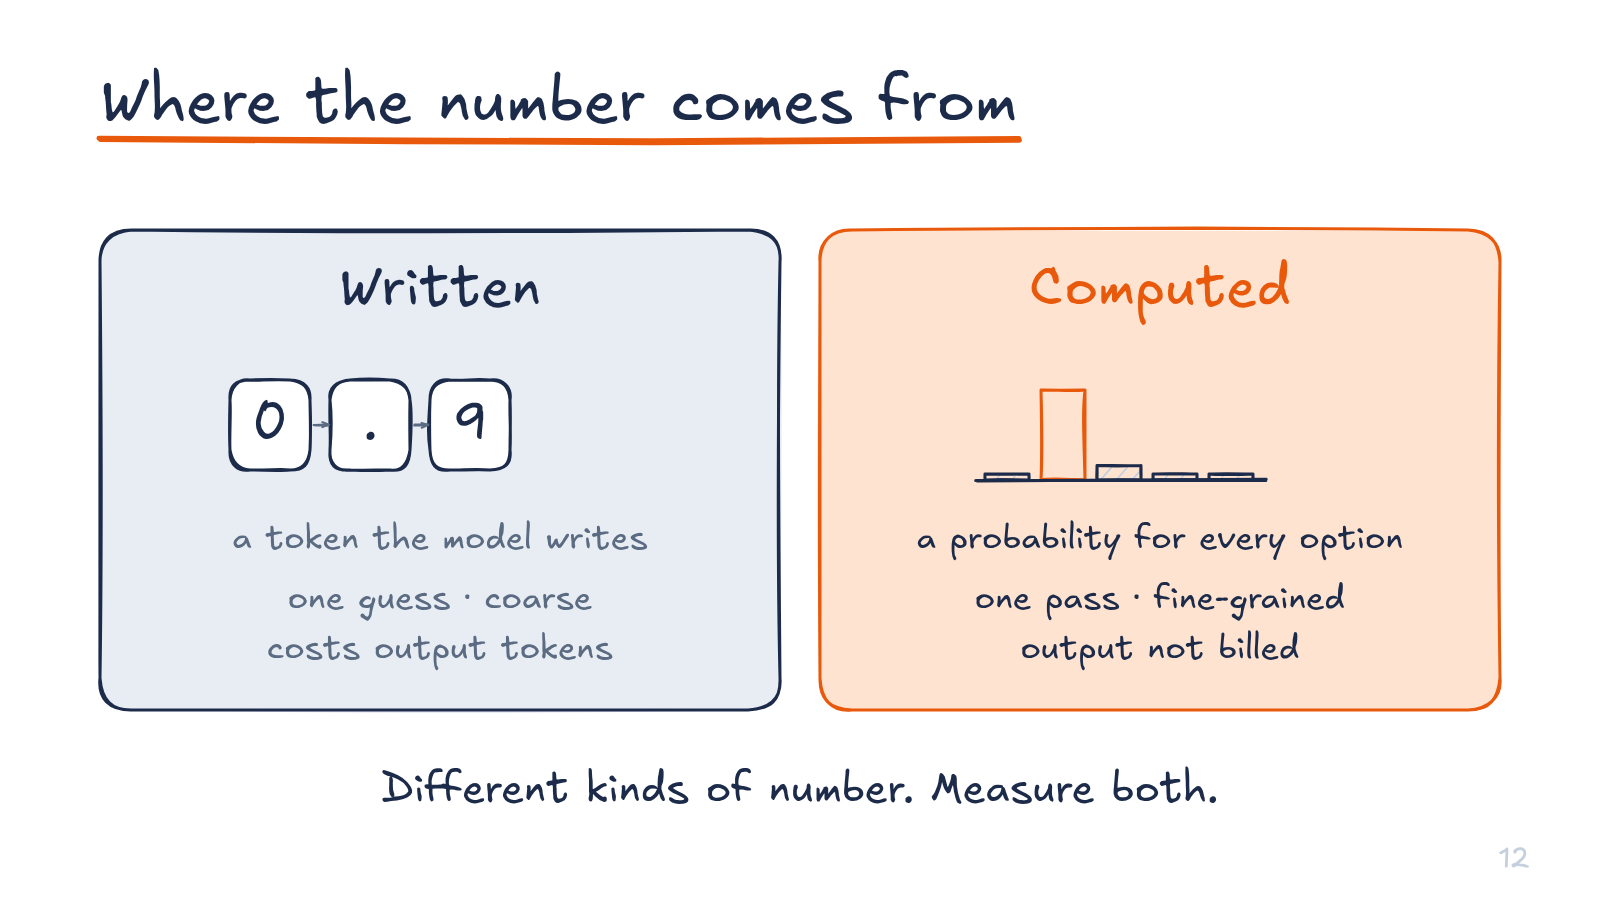 Where the number comes from
Written
0 . 9
a token the model writes
one guess · coarse
costs output tokens
Computed
a probability for every option
one pass · fine-grained
output not billed
Different kinds of number. Measure both.
12